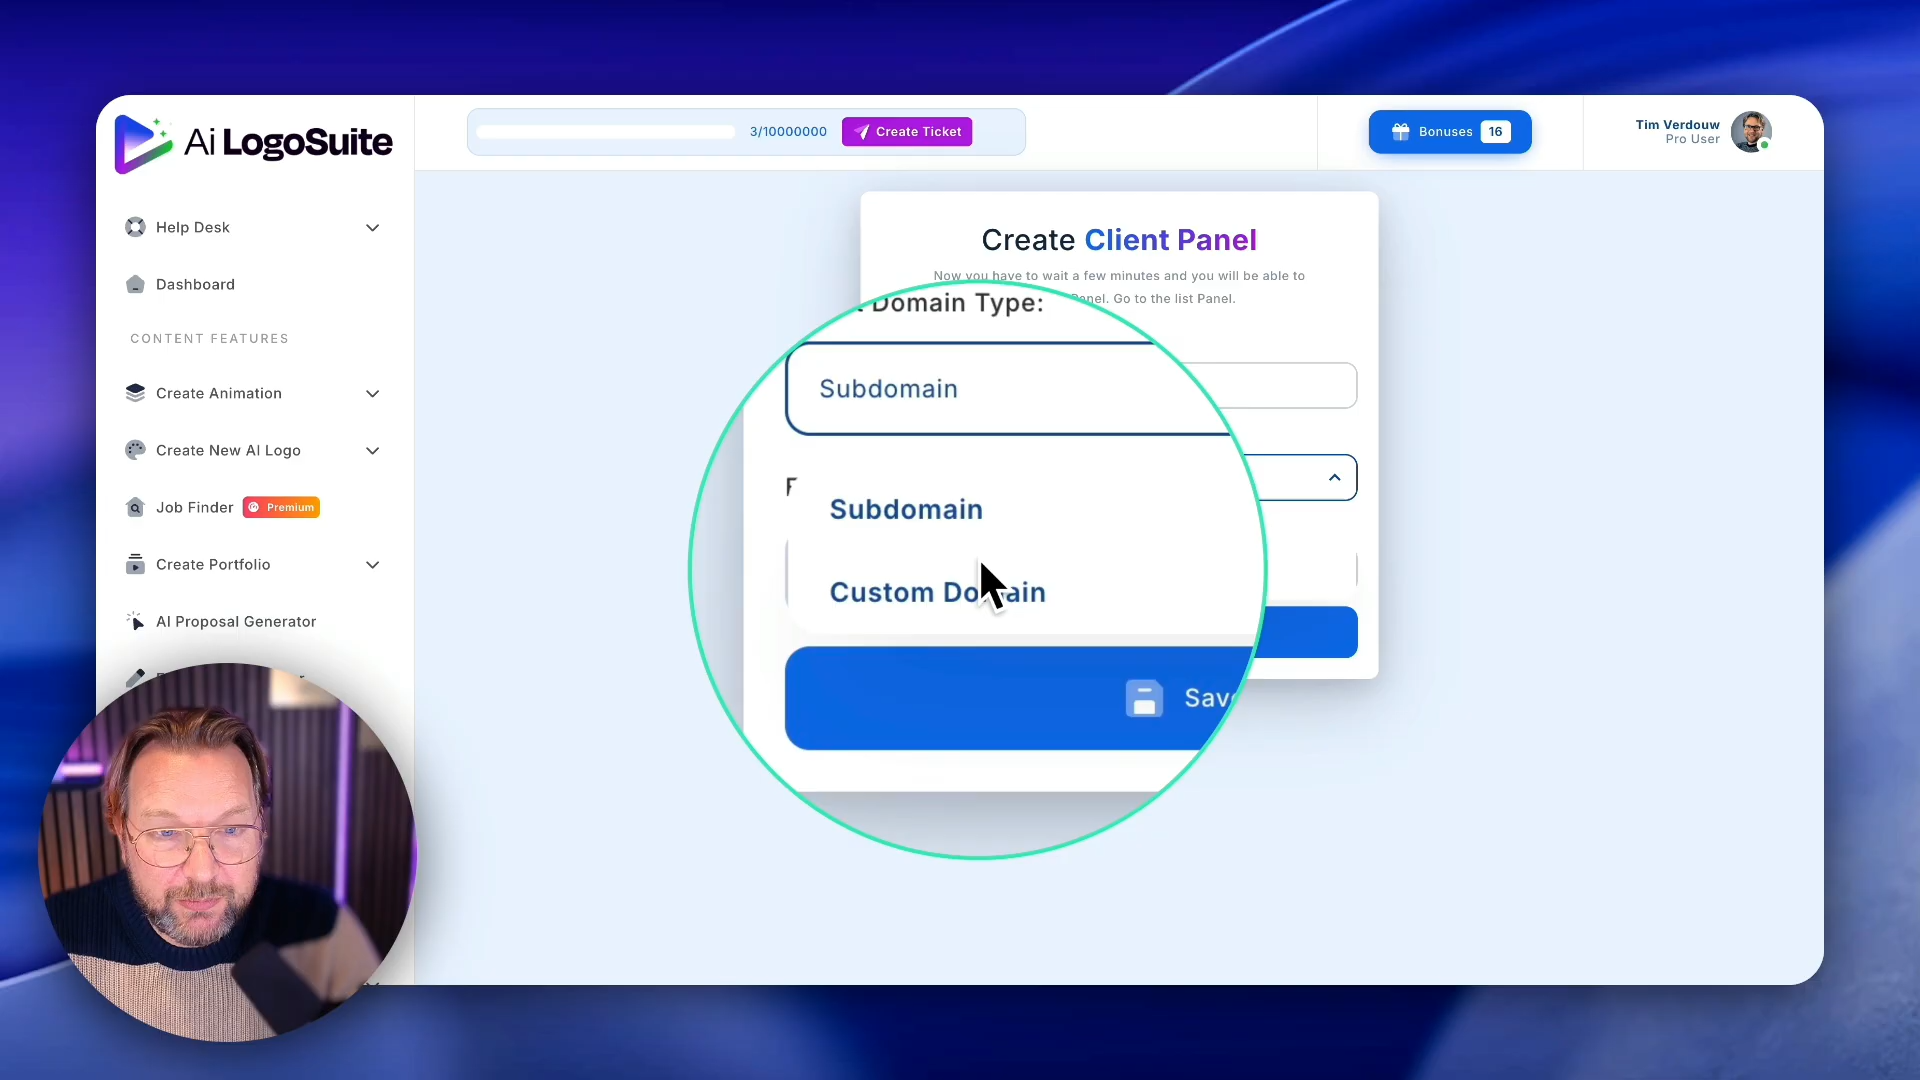 Ai LogoSuite
3/10000000
Create Ticket
Bonuses 16
Tim Verdouw
Pro User
Help Desk
Dashboard
CONTENT FEATURES
Create Animation
Create New AI Logo
Job Finder Premium
Create Portfolio
AI Proposal Generator
Create Client Panel
Now you have to wait a few minutes and you will be able to
Panel. Go to the list Panel.
Domain Type:
Subdomain
Subdomain
Custom Domain
Save